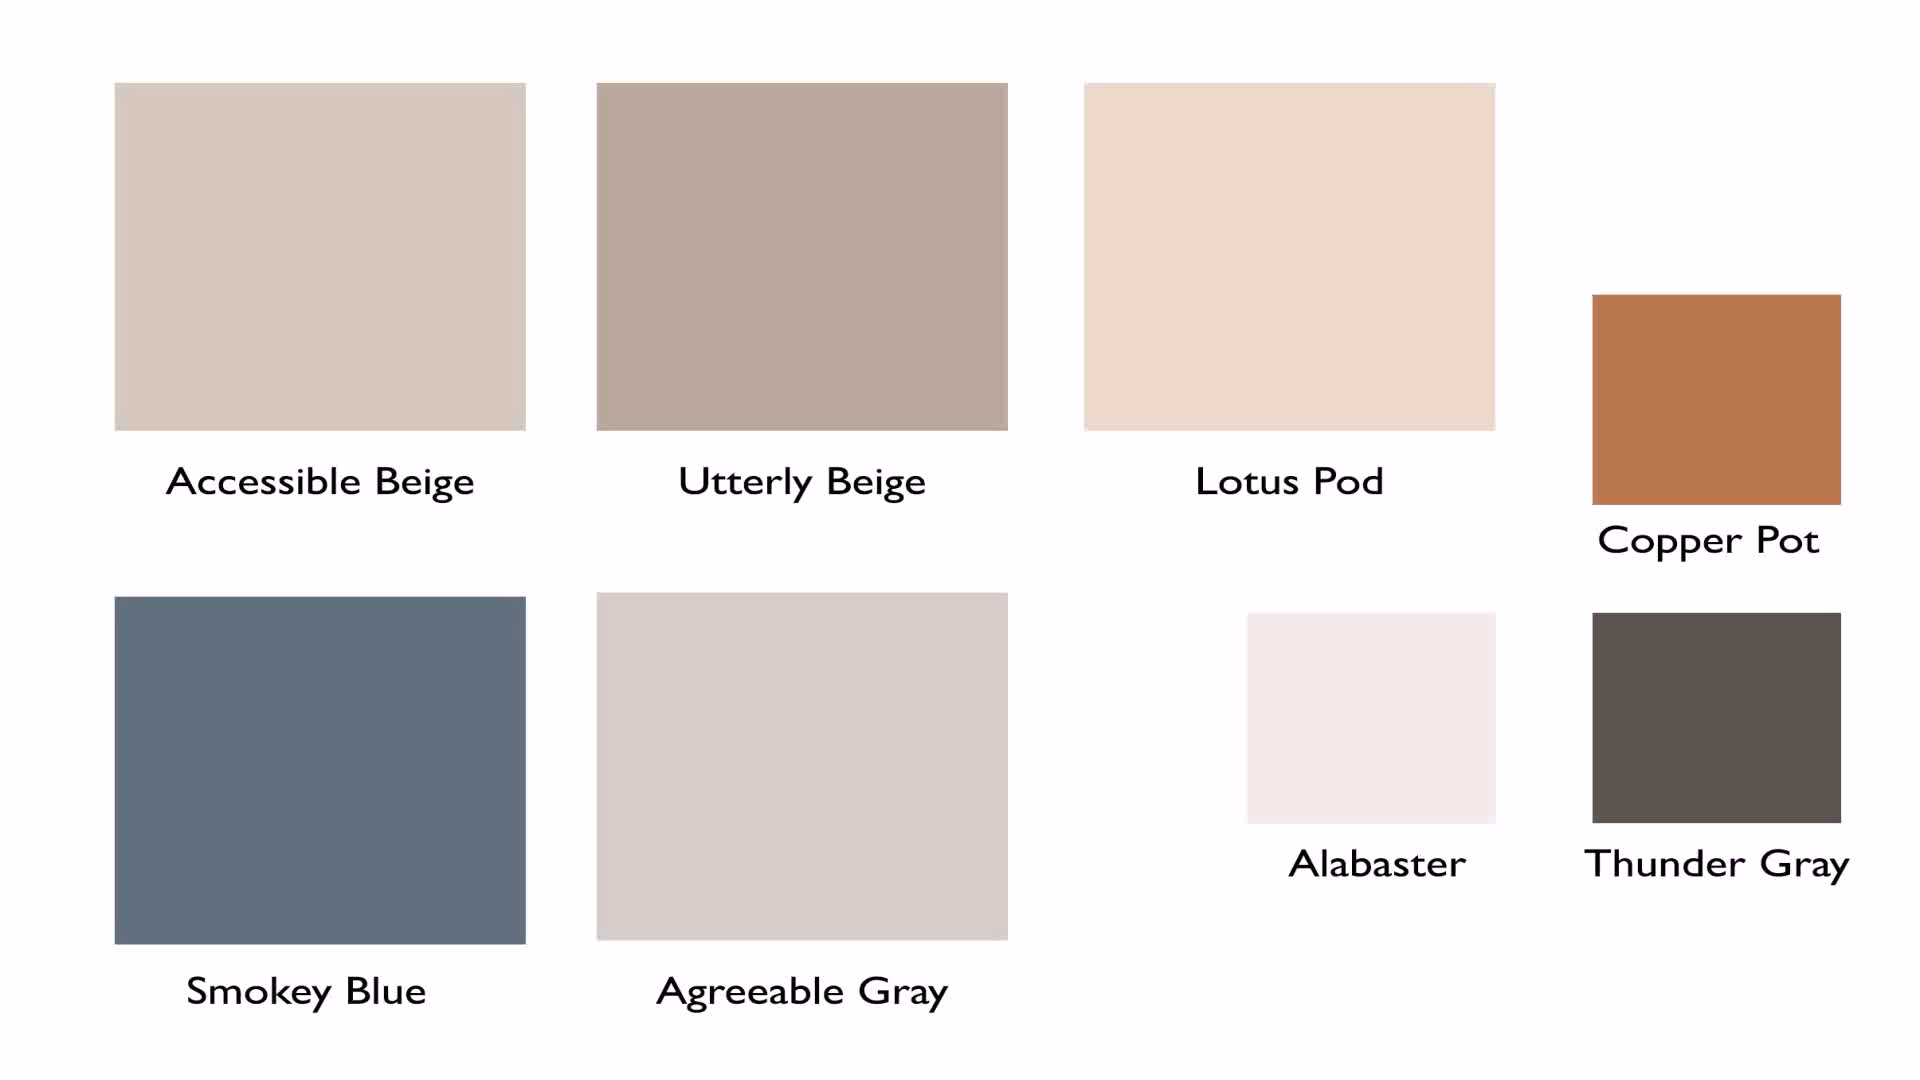 Accessible Beige
Utterly Beige
Lotus Pod
Copper Pot
Smokey Blue
Agreeable Gray
Alabaster
Thunder Gray